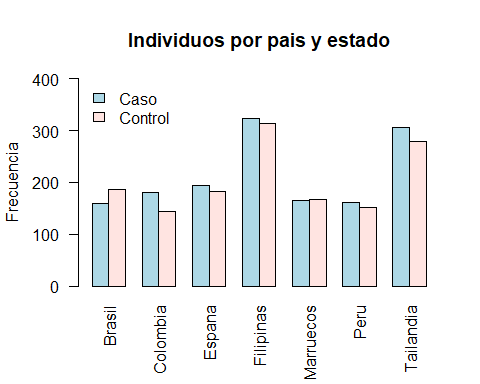 Individuos por pais y estado
Frecuencia
400
300
200
100
0
Caso
Control
Brasil
Colombia
Espana
Filipinas
Marruecos
Peru
Tailandia